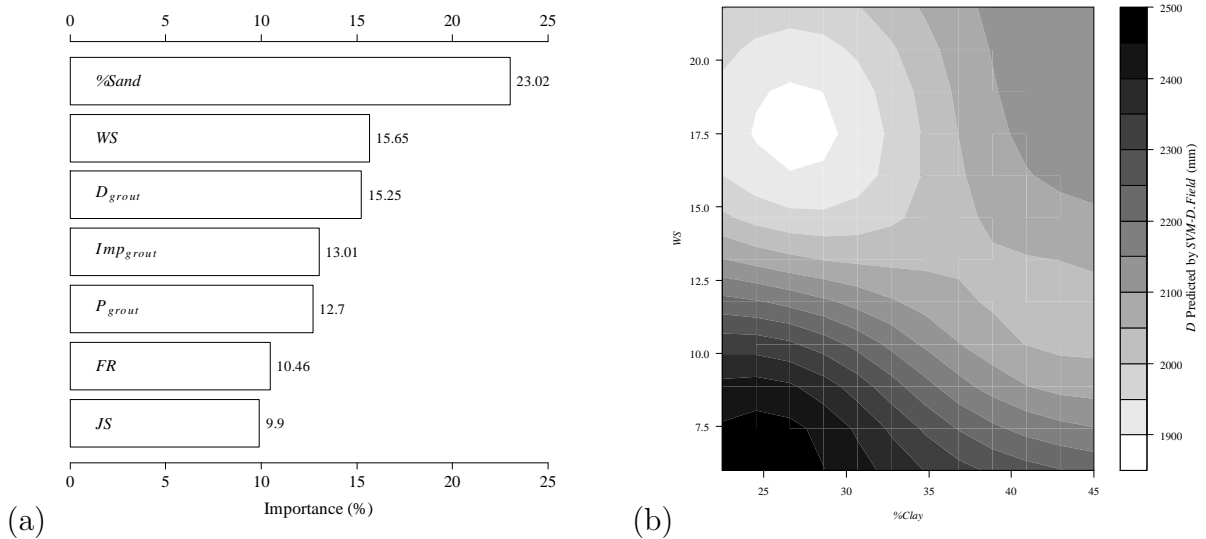 0 5 10 15 20 25
%Sand 23.02
WS 15.65
D grout 15.25
Imp grout 13.01
P grout 12.7
FR 10.46
JS 9.9
0 5 10 15 20 25
Importance (%)
(a)
20.0
17.5
15.0
12.5
10.0
7.5
WS
25 30 35 40 45
%Clay
(b)
2500
2400
2300
2200
2100
2000
1900
D Predicted by SVM-D.Field (mm)